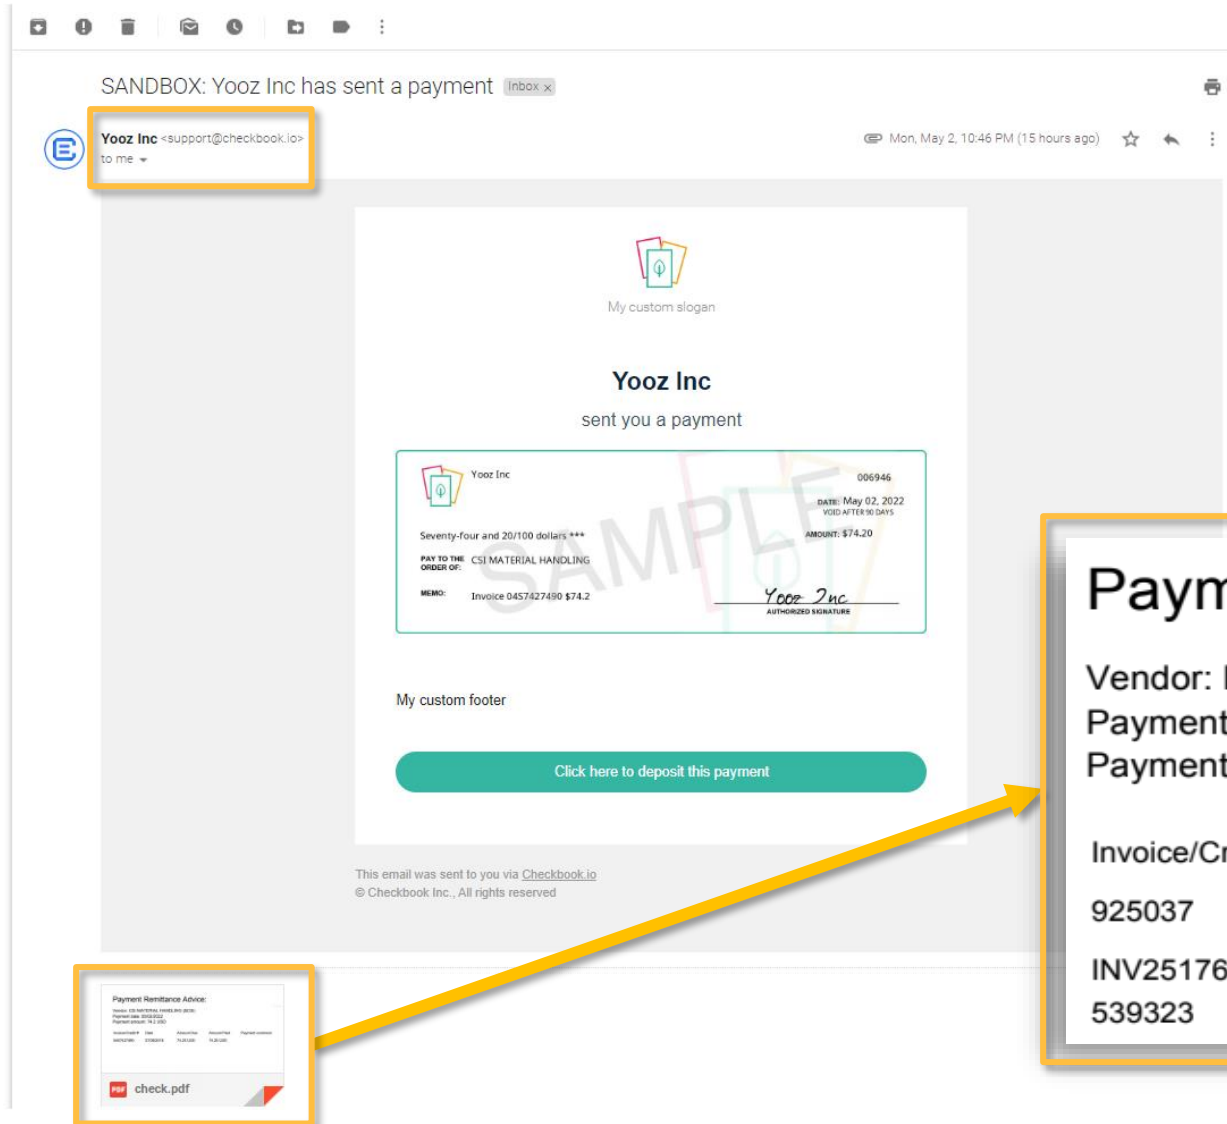 SANDBOX: Yooz Inc has sent a payment Inbox x
Yooz Inc <support@checkbook.io>
to me
Mon, May 2, 10:46 PM (15 hours ago)
My custom slogan
Yooz Inc
sent you a payment
SAMPLE
Yooz Inc
006946
DATE: May 02, 2022
VOID AFTER 90 DAYS
Seventy-four and 20/100 dollars ***
AMOUNT: $74.20
PAY TO THE
ORDER OF: CSI MATERIAL HANDLING
MEMO: Invoice 0457427490 $74.2
Yooz Inc
AUTHORIZED SIGNATURE
My custom footer
Click here to deposit this payment
This email was sent to you via Checkbook.io
© Checkbook Inc., All rights reserved
Paym
Vendor:
Payment
Payment
Invoice/Cr
925037
INV25176
539323
Payment Remittance Advice:
PDF check.pdf